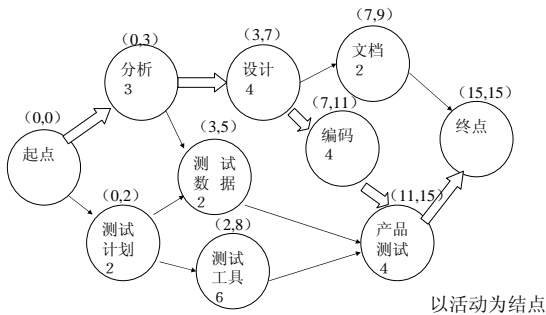 (0,3)
分析
3
(3,7)
设计
4
(7,9)
文档
2
(0,0)
起点
(3,5)
测 试
数 据
2
(7,11)
编码
4
(15,15)
终点
(0,2)
测试
计划
2
(2,8)
测试
工具
6
(11,15)
产品
测试
4
以活动为结点